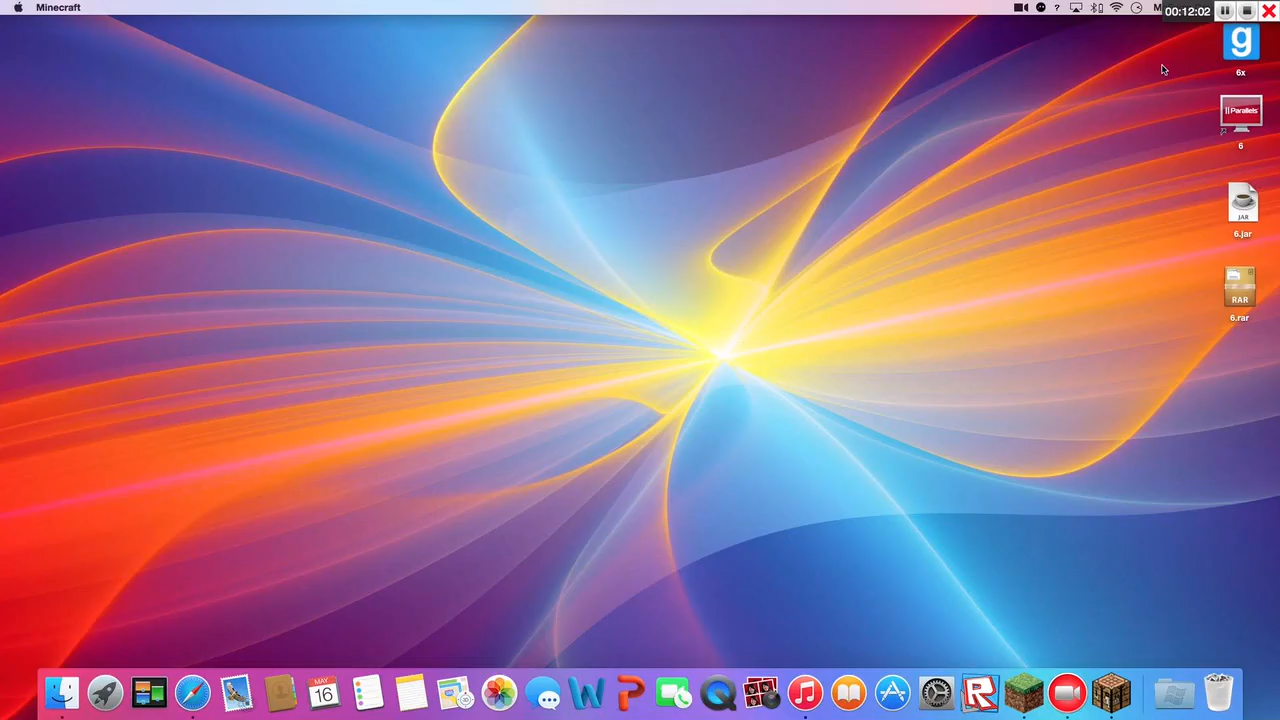 Minecraft
?
00:12:02
g
6x
Parallels
6
JAR
6.jar
RAR
6.rar
MAY
16
W
P
Q
R